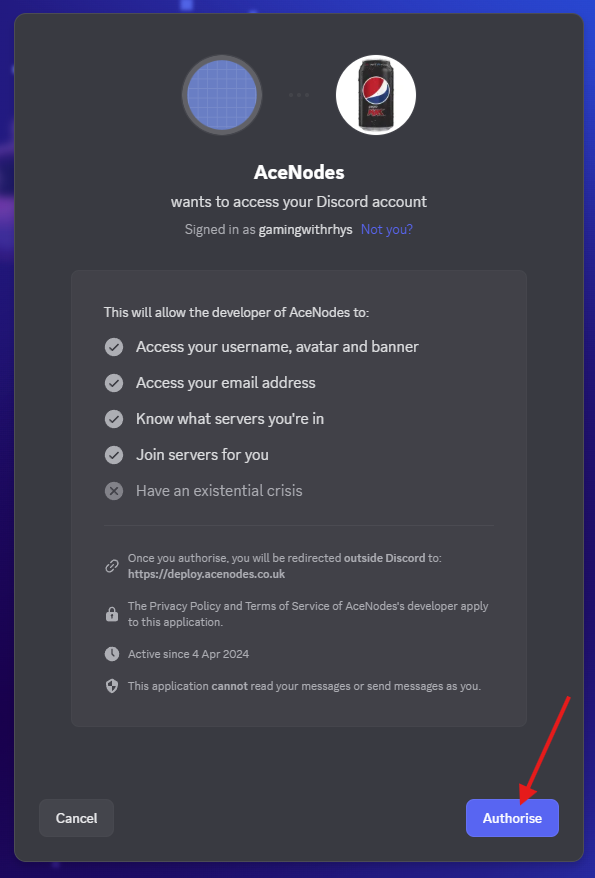 AceNodes
wants to access your Discord account
Signed in as gamingwithrhys Not you?
This will allow the developer of AceNodes to:
Access your username, avatar and banner
Access your email address
Know what servers you're in
Join servers for you
Have an existential crisis
Once you authorise, you will be redirected outside Discord to:
https://deploy.acenodes.co.uk
The Privacy Policy and Terms of Service of AceNodes's developer apply
to this application.
Active since 4 Apr 2024
This application cannot read your messages or send messages as you.
Cancel
Authorise